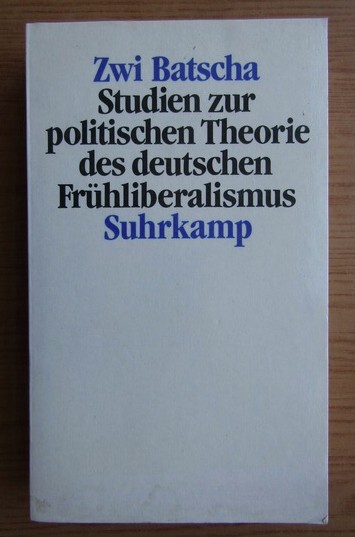 Zwi Batscha
Studien zur
politischen Theorie
des deutschen
Frühliberalismus
Suhrkamp